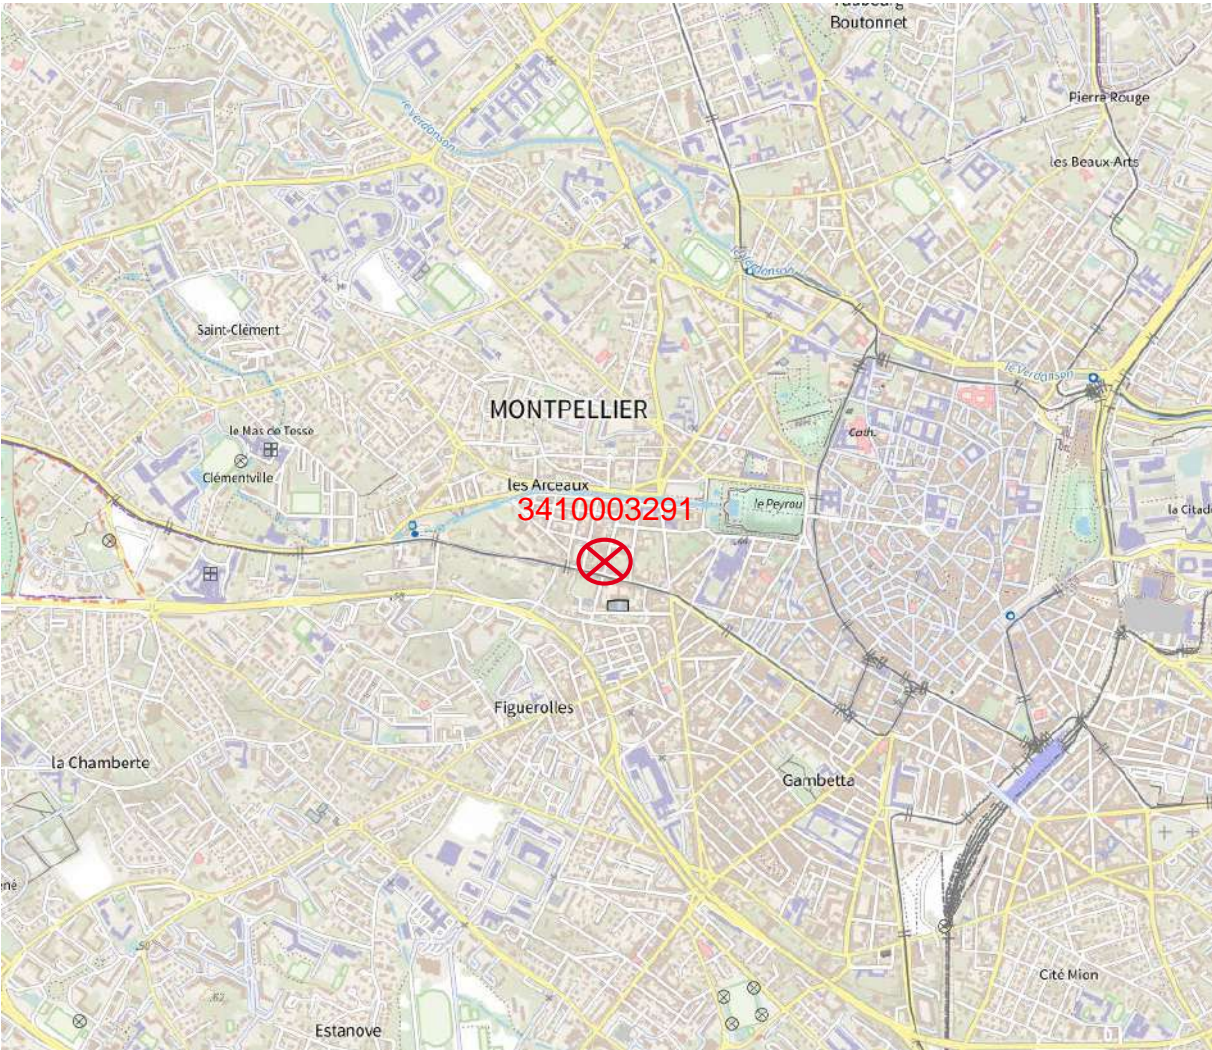 Boutonnet
Pierre Rouge
le Verdanson
les Beaux-Arts
le Verdanson
Saint-Clément
le Verdanson
MONTPELLIER
le Mas de Tesse
Cath.
Clémentville
les Arceaux
le Peyrou
3410003291
la Citad
Figuerolles
la Chamberte
Gambetta
Cité Mion
Estanove